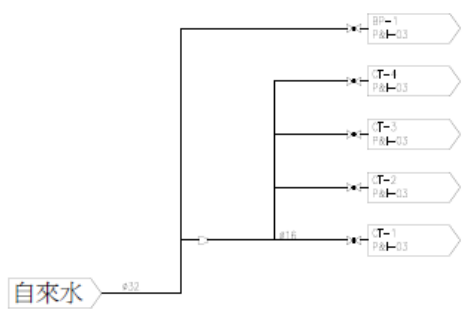 BP-1
P&I-03
CT-4
P&I-03
CT-3
P&I-03
CT-2
P&I-03
CT-1
P&I-03
ø16
ø32
自來水